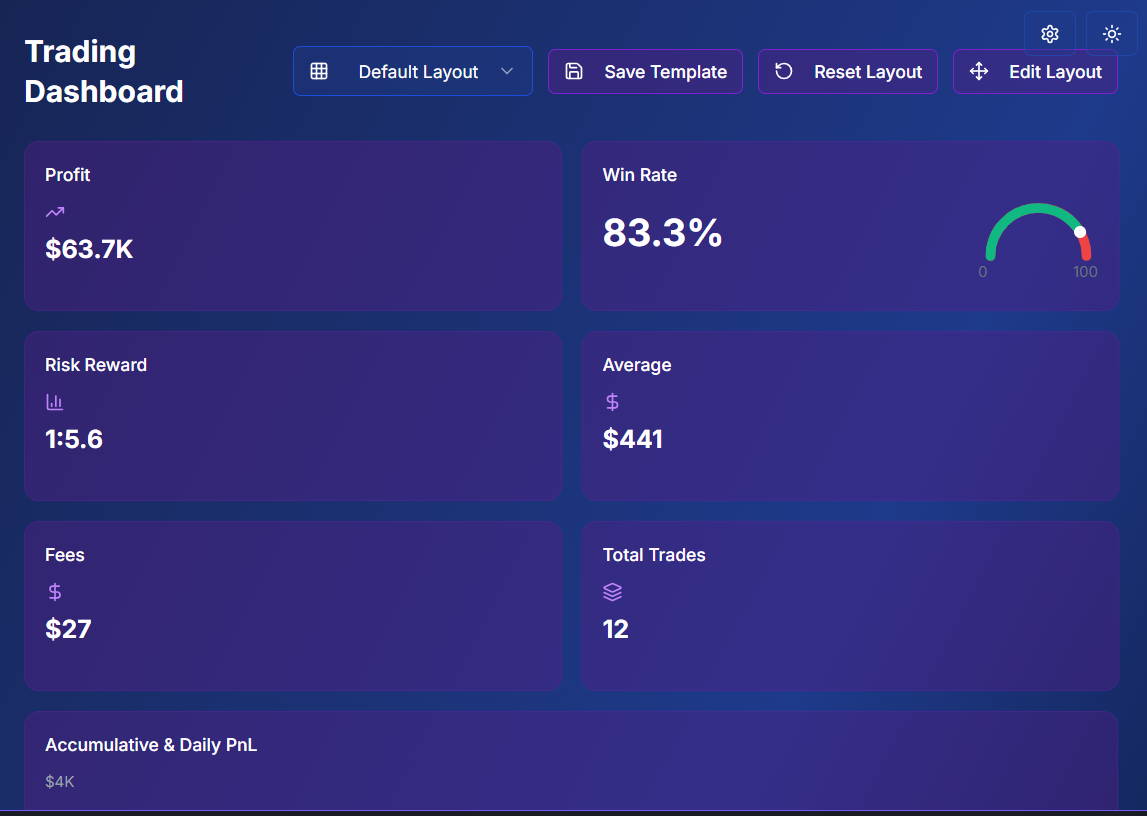 Trading
Dashboard
Default Layout
Save Template
Reset Layout
Edit Layout
Profit
$63.7K
Win Rate
83.3%
0
100
Risk Reward
1:5.6
Average
$441
Fees
$27
Total Trades
12
Accumulative & Daily PnL
$4K